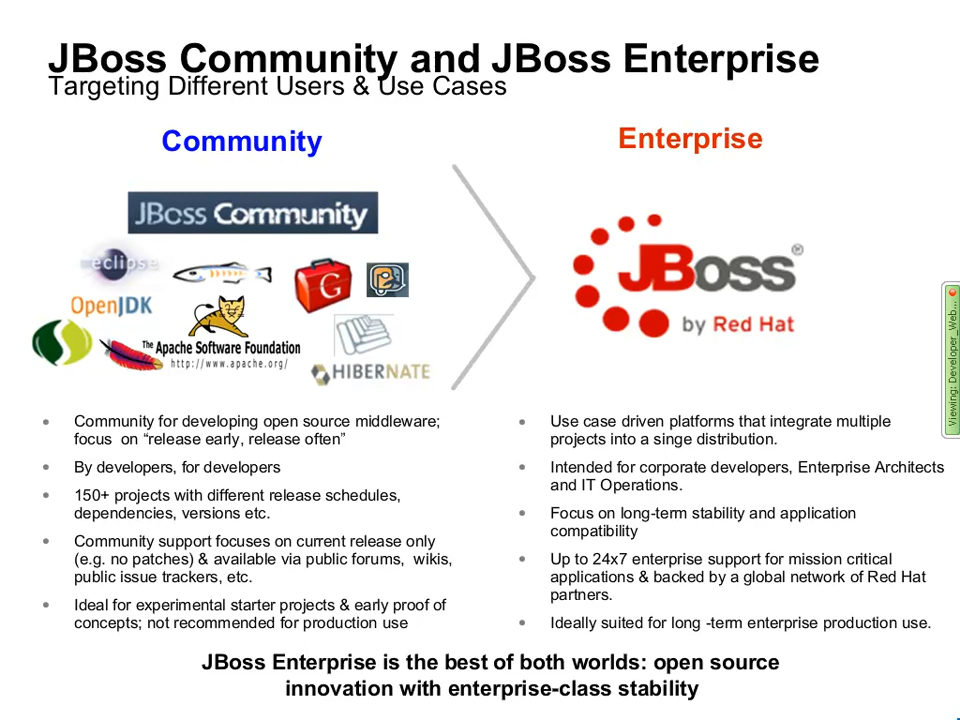 JBoss Community and JBoss Enterprise
Targeting Different Users & Use Cases
Community
Enterprise
JBoss Community
eclipse
G
OpenJDK
The Apache Software Foundation
http://www.apache.org/
HIBERNATE
JBoss®
by Red Hat
Community for developing open source middleware;
focus on “release early, release often”
By developers, for developers
150+ projects with different release schedules,
dependencies, versions etc.
Community support focuses on current release only
(e.g. no patches) & available via public forums, wikis,
public issue trackers, etc.
Ideal for experimental starter projects & early proof of
concepts; not recommended for production use
Use case driven platforms that integrate multiple
projects into a singe distribution.
Intended for corporate developers, Enterprise Architects
and IT Operations.
Focus on long-term stability and application
compatibility
Up to 24x7 enterprise support for mission critical
applications & backed by a global network of Red Hat
partners.
Ideally suited for long -term enterprise production use.
JBoss Enterprise is the best of both worlds: open source
innovation with enterprise-class stability
Viewing: Developer_Web...